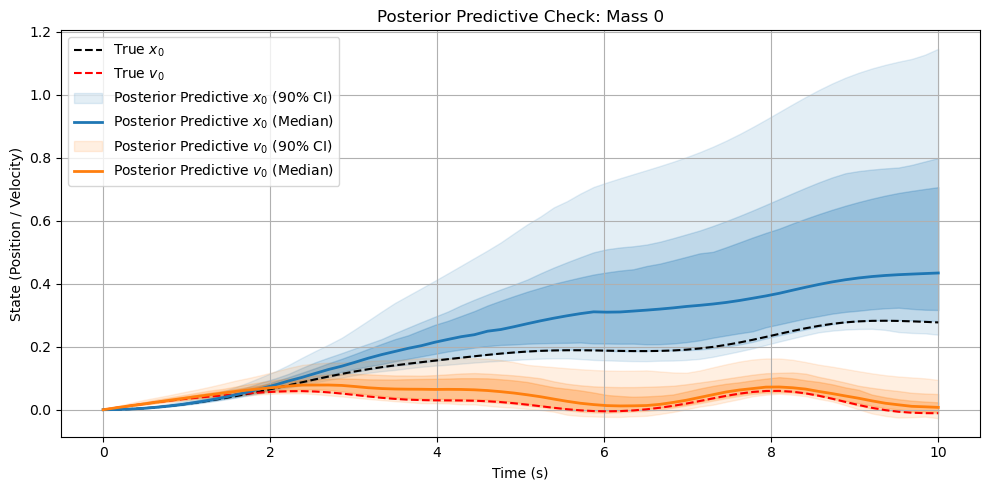 Posterior Predictive Check: Mass 0
True x₀
True v₀
Posterior Predictive x₀ (90% CI)
Posterior Predictive x₀ (Median)
Posterior Predictive v₀ (90% CI)
Posterior Predictive v₀ (Median)
State (Position / Velocity)
1.2
1.0
0.8
0.6
0.4
0.2
0.0
0 2 4 6 8 10
Time (s)